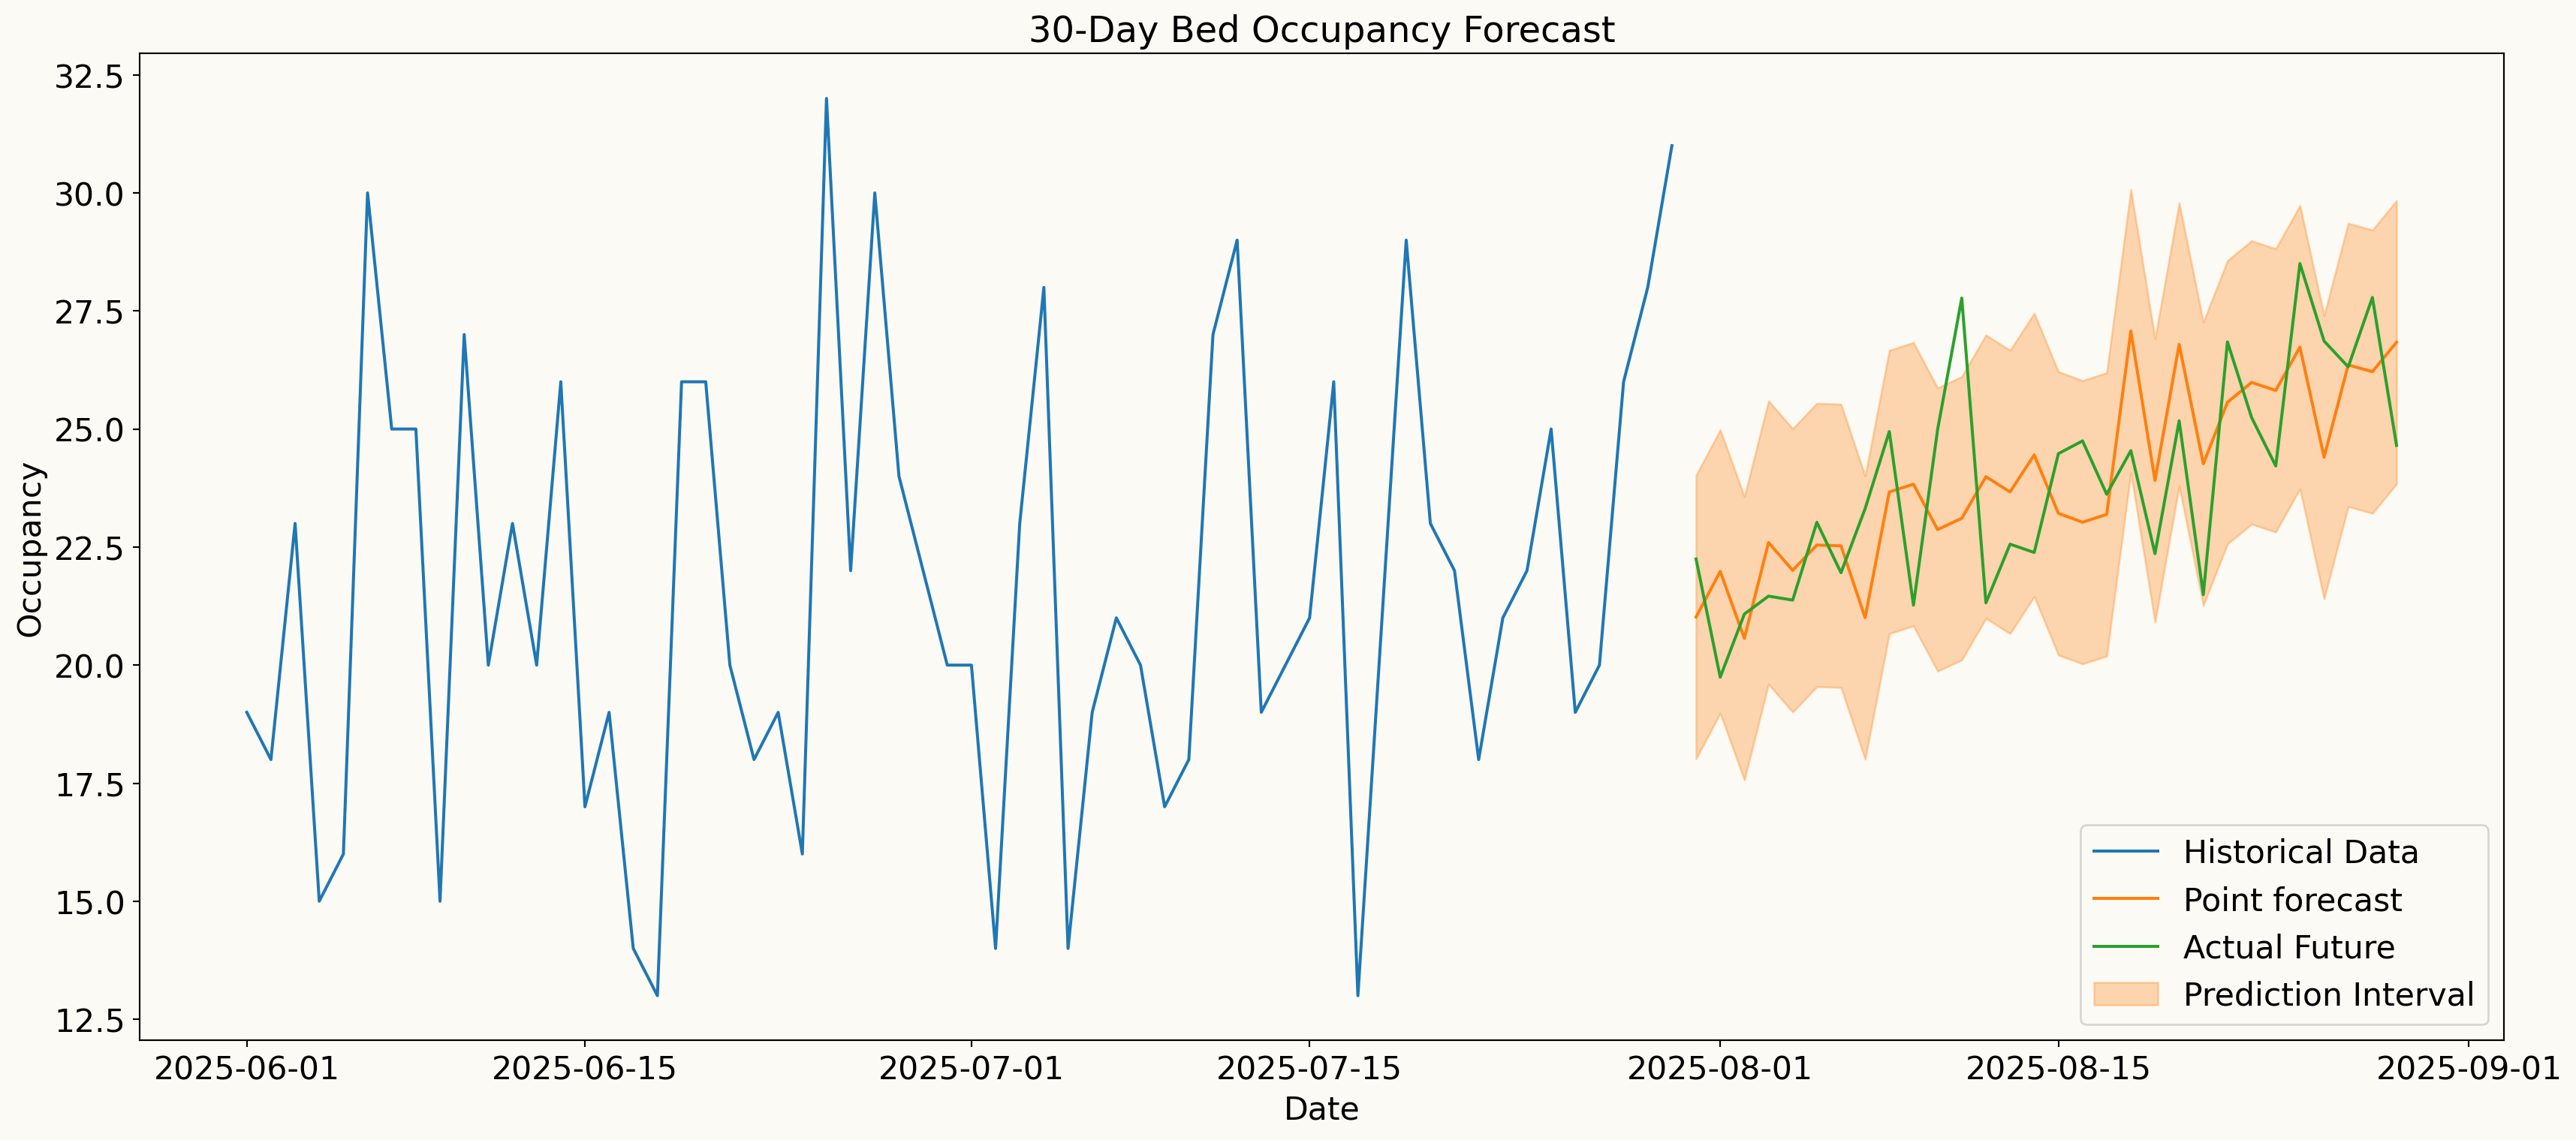 30-Day Bed Occupancy Forecast
32.5
30.0
27.5
25.0
22.5
20.0
17.5
15.0
12.5
Occupancy
2025-06-01 2025-06-15 2025-07-01 2025-07-15 2025-08-01 2025-08-15 2025-09-01
Date
Historical Data
Point forecast
Actual Future
Prediction Interval